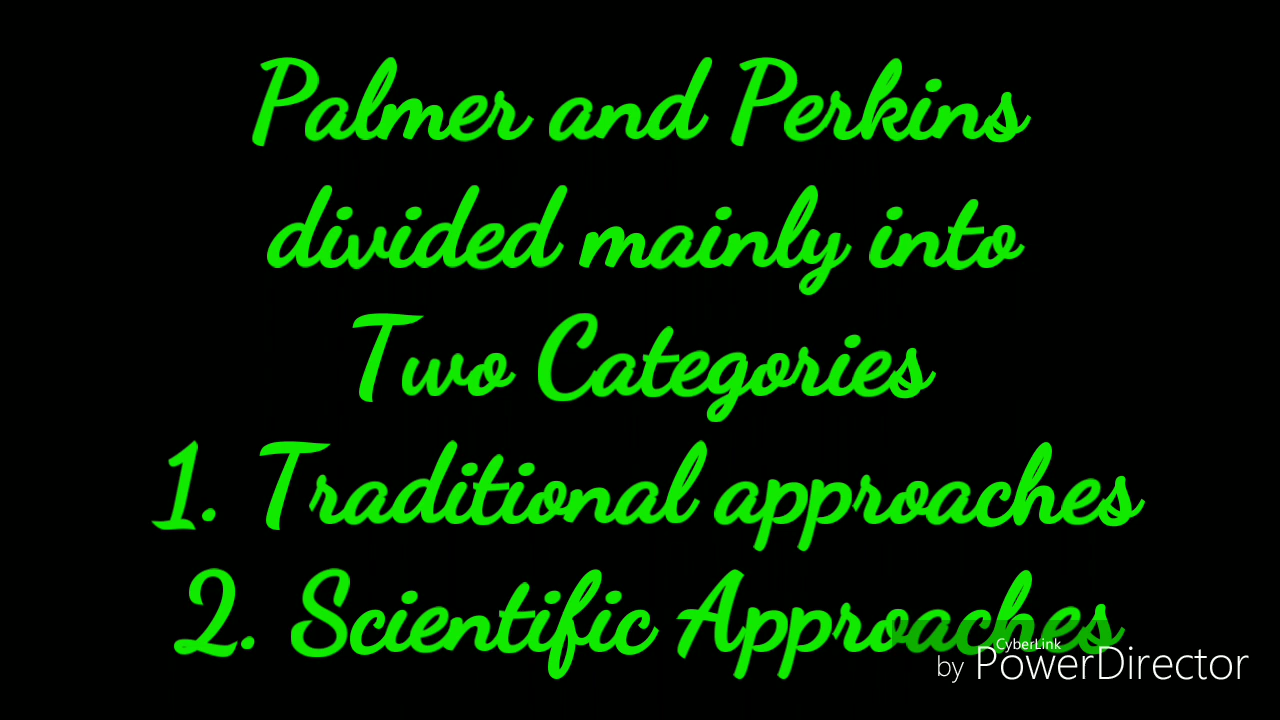 Palmer and Perkins
divided mainly into
Two Categories
1. Traditional approaches
2. Scientific Approaches
CyberLink
by PowerDirector